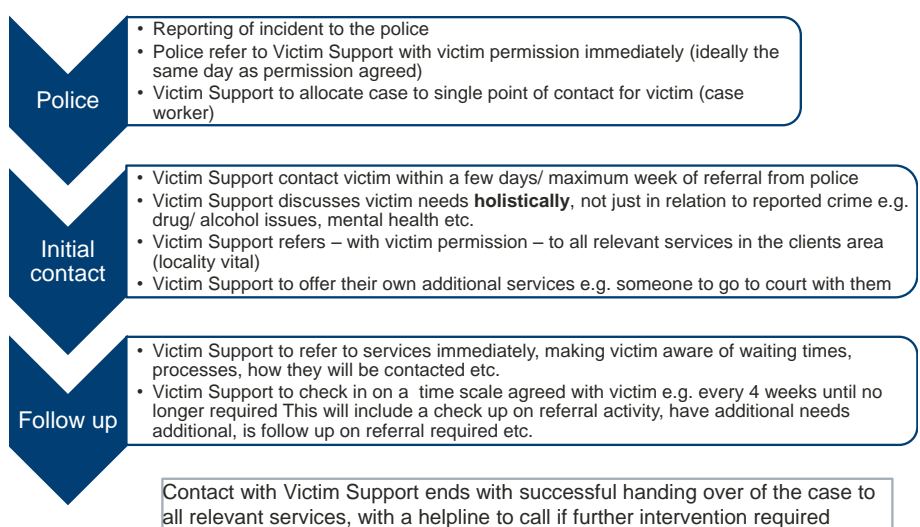 Police
• Reporting of incident to the police
• Police refer to Victim Support with victim permission immediately (ideally the
same day as permission agreed)
• Victim Support to allocate case to single point of contact for victim (case
worker)
Initial
contact
• Victim Support contact victim within a few days/ maximum week of referral from police
• Victim Support discusses victim needs holistically, not just in relation to reported crime e.g.
drug/ alcohol issues, mental health etc.
• Victim Support refers – with victim permission – to all relevant services in the clients area
(locality vital)
• Victim Support to offer their own additional services e.g. someone to go to court with them
Follow up
• Victim Support to refer to services immediately, making victim aware of waiting times,
processes, how they will be contacted etc.
• Victim Support to check in on a time scale agreed with victim e.g. every 4 weeks until no
longer required This will include a check up on referral activity, have additional needs
additional, is follow up on referral required etc.
Contact with Victim Support ends with successful handing over of the case to
all relevant services, with a helpline to call if further intervention required